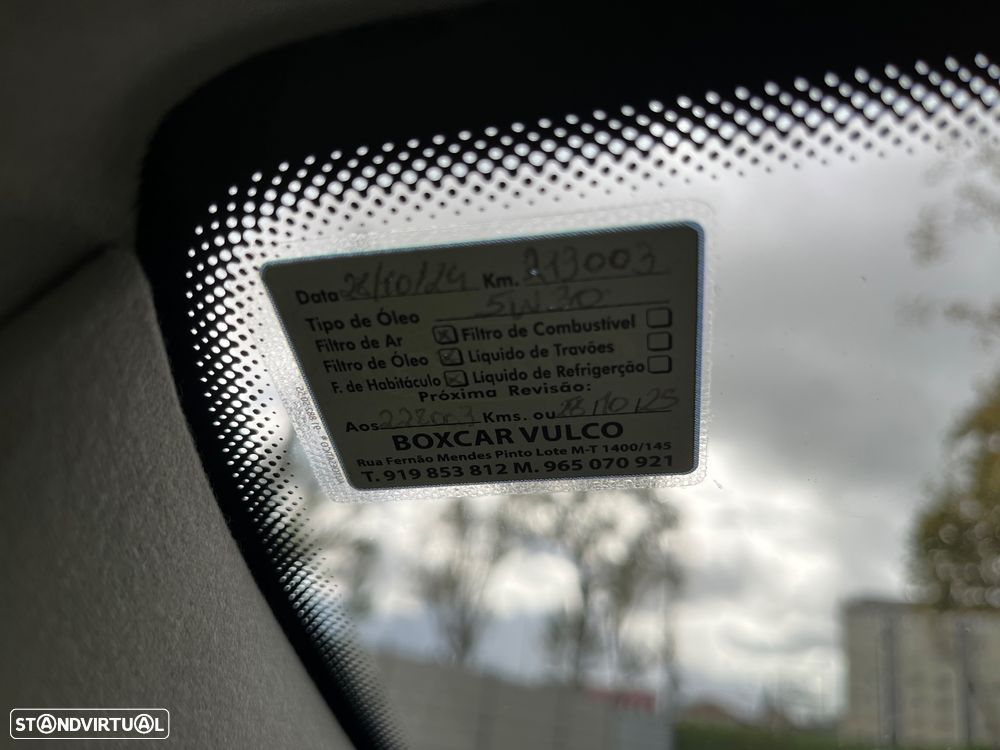 Data 28/10/24 Km. 213003
Tipo de Óleo 5W30
Filtro de Ar Filtro de Combustível
Filtro de Óleo Líquido de Travões
F. de Habitáculo Líquido de Refrigerção
Próxima Revisão:
Aos 228003 Kms. ou 28/10/25
BOXCAR VULCO
Rua Fernão Mendes Pinto Lote M-T 1400/145
T. 919 853 812 M. 965 070 921
STANDVIRTUAL